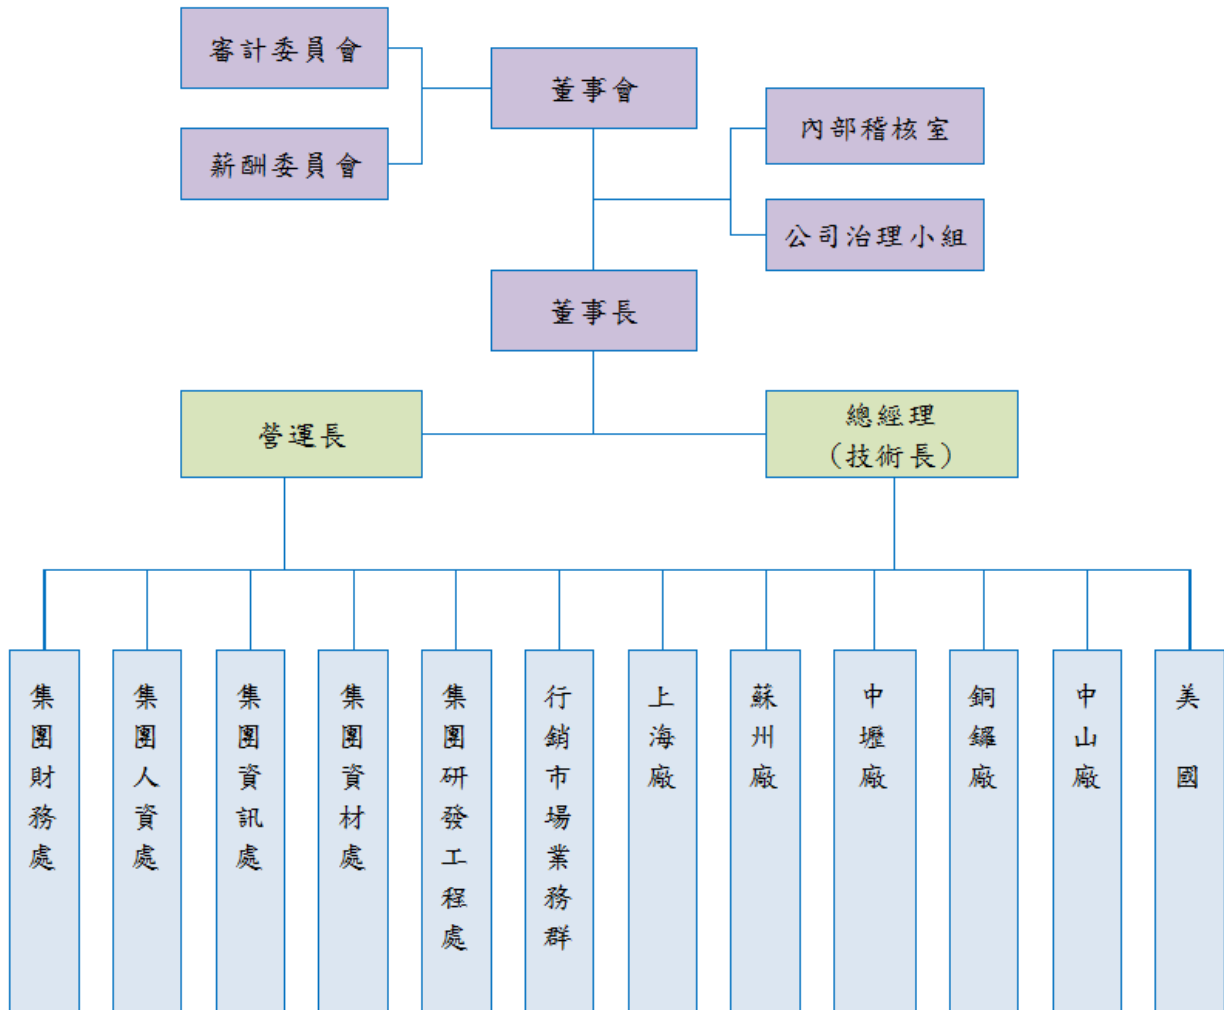 審計委員會
董事會
薪酬委員會
內部稽核室
公司治理小組
董事長
營運長
總經理
(技術長)
集團財務處
集團人資處
集團資訊處
集團資材處
集團研發工程處
行銷市場業務群
上海廠
蘇州廠
中壢廠
銅鑼廠
中山廠
美國